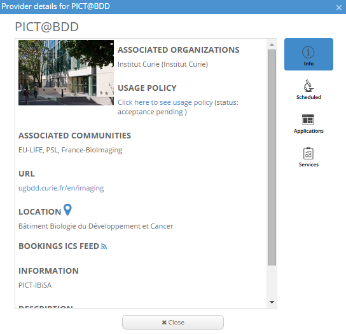 Provider details for PICT@BDD
PICT@BDD
ASSOCIATED ORGANIZATIONS
Institut Curie (Institut Curie)
USAGE POLICY
Click here to see usage policy (status:
acceptance pending )
ASSOCIATED COMMUNITIES
EU-LIFE, PSL, France-BioImaging
URL
ugbdd.curie.fr/en/imaging
LOCATION
Bâtiment Biologie du Développement et Cancer
BOOKINGS ICS FEED
INFORMATION
PICT-IBiSA
DESCRIPTION
Info
Scheduled
Applications
Services
Close